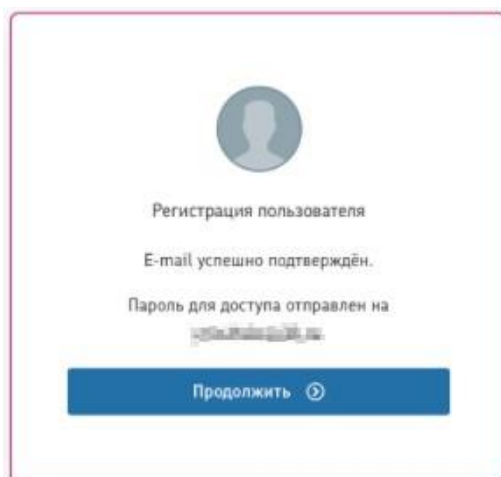 Регистрация пользователя
E-mail успешно подтверждён.
Пароль для доступа отправлен на
Продолжить